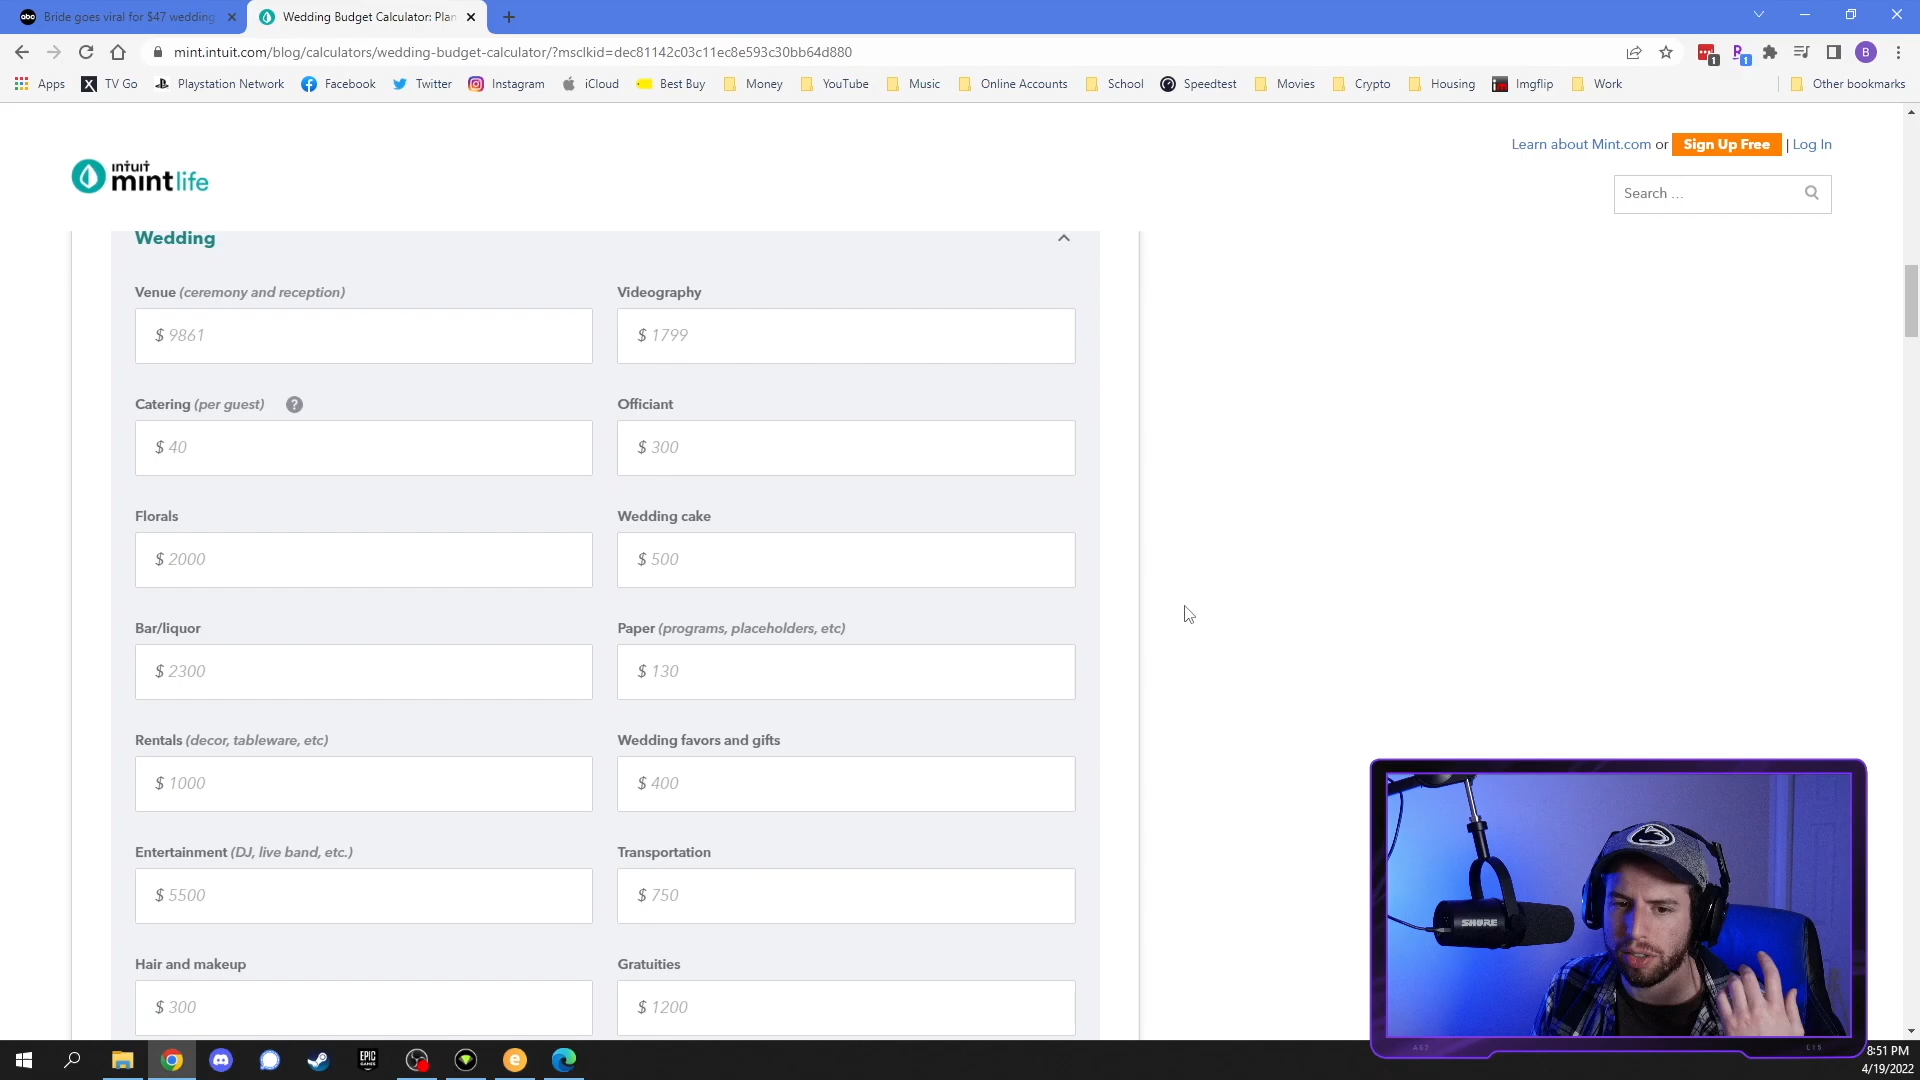 abc Bride goes viral for $47 wedding
Wedding Budget Calculator: Plan
mint.intuit.com/blog/calculators/wedding-budget-calculator/?msclkid=dec81142c03c11ec8e593c30bb64d880
1 1 B
Apps X TV Go Playstation Network Facebook Twitter Instagram iCloud Best Buy Money YouTube Music Online Accounts School Speedtest Movies Crypto Housing Imgflip Work Other bookmarks
Learn about Mint.com or Sign Up Free | Log In
intuit
mintlife
Search ...
Wedding
Venue (ceremony and reception) Videography
$ 9861 $ 1799
Catering (per guest) ? Officiant
$ 40 $ 300
Florals Wedding cake
$ 2000 $ 500
Bar/liquor Paper (programs, placeholders, etc)
$ 2300 $ 130
Rentals (decor, tableware, etc) Wedding favors and gifts
$ 1000 $ 400
Entertainment (DJ, live band, etc.) Transportation
$ 5500 $ 750
Hair and makeup Gratuities
$ 300 $ 1200
SHURE
EPIC
GAMES
8:51 PM
4/19/2022